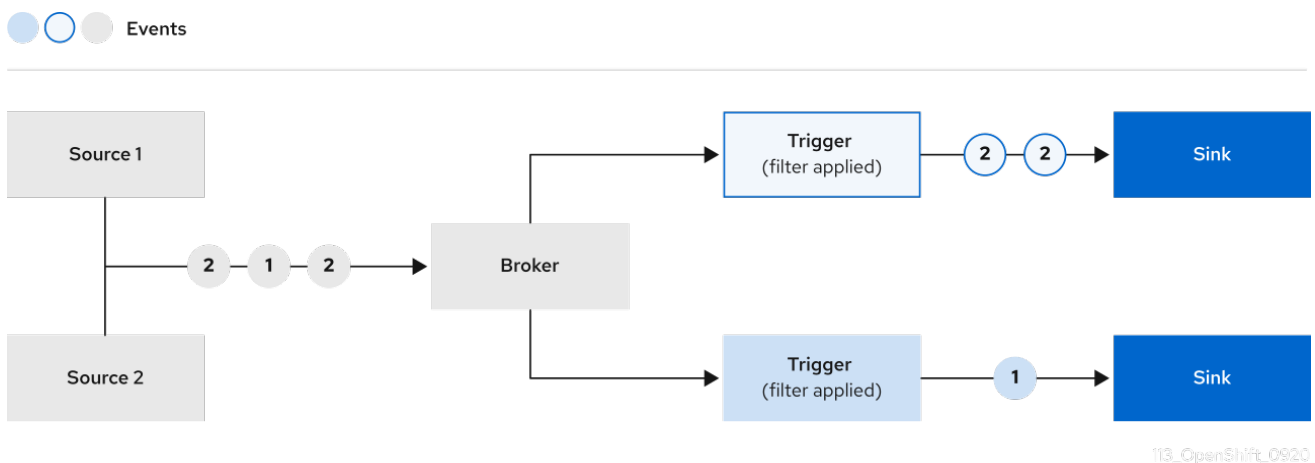 Events
Source 1
Trigger
(filter applied)
2
2
Sink
2
1
2
Broker
Source 2
Trigger
(filter applied)
1
Sink
113_OpenShift_0920